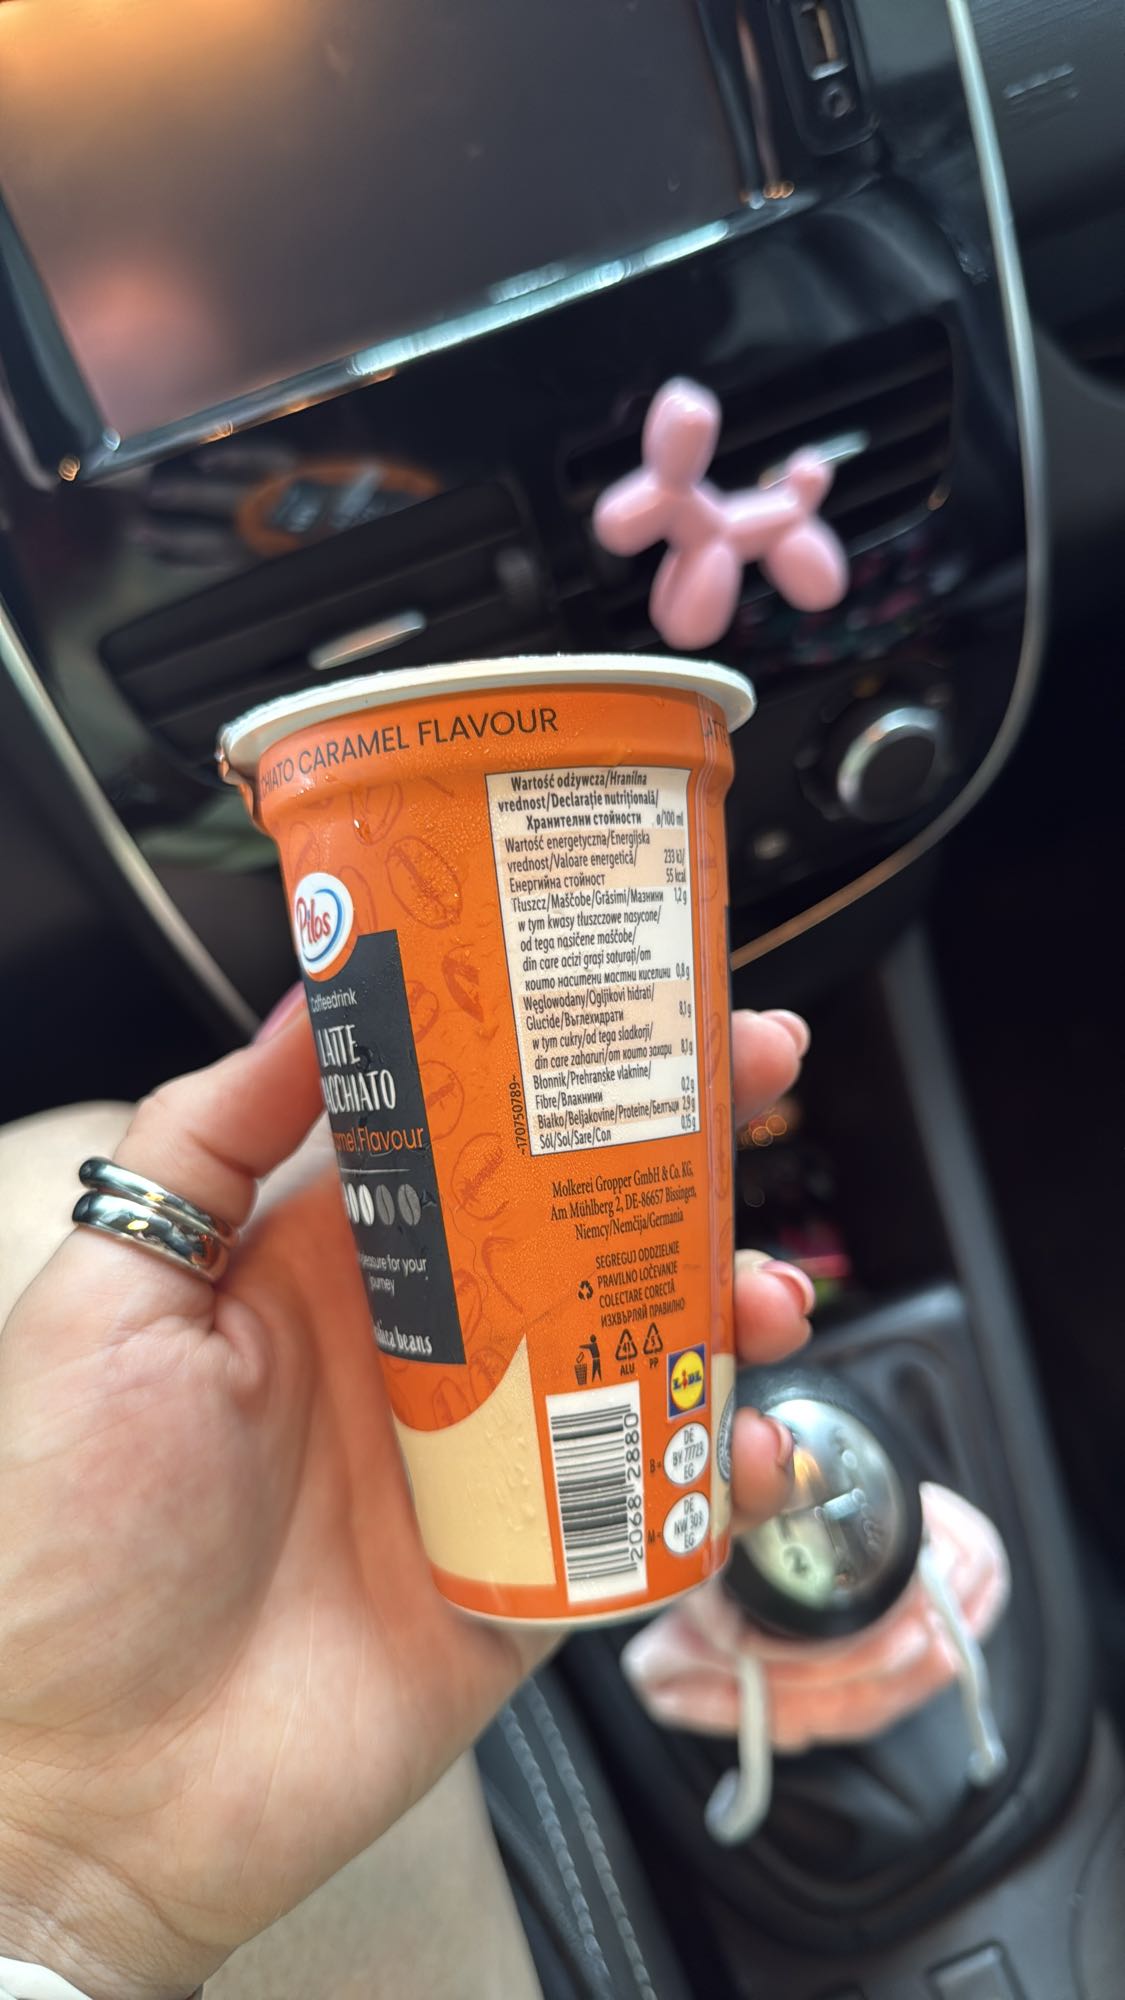 CHIATO CARAMEL FLAVOUR
LATTE
Pilos
Coffeedrink
LATTE
ACCHIATO
mel Flavour
pleasure for your
journey
beans
Wartość odżywcza/Hranilna
vrednost/Declarație nutrițională/
Хранителни стойности ø/100 ml
Wartość energetyczna/Energijska
vrednost/Valoare energetică/ 233 kJ/
Енергийна стойност 55 kcal
Tłuszcz/Maščobe/Grăsimi/Мазнини 1,2 g
w tym kwasy tłuszczowe nasycone/
od tega nasičene maščobe/
din care acizi grași saturați/от
които наситени мастни киселини 0,8 g
Węglowodany/Ogljikovi hidrati/
Glucide/Въглехидрати 8,1 g
w tym cukry/od tega sladkorji/
din care zaharuri/от които захари 8,1 g
Błonnik/Prehranske vlaknine/
Fibre/Влакнини 0,2 g
Białko/Beljakovine/Proteine/Белтъци 2,9 g
Sól/Sol/Sare/Сол 0,15 g
~170750789~
Molkerei Gropper GmbH & Co. KG,
Am Mühlberg 2, DE-86657 Bissingen,
Niemcy/Nemčija/Germania
SEGREGUJ ODDZIELNIE
PRAVILNO LOČEVANJE
COLECTARE CORECTĂ
ИЗХВЪРЛЯЙ ПРАВИЛНО
41
ALU
5
PP
LIDL
2068 2880
B=
DE
BY 77723
EG
M=
DE
NW 303
EG
2